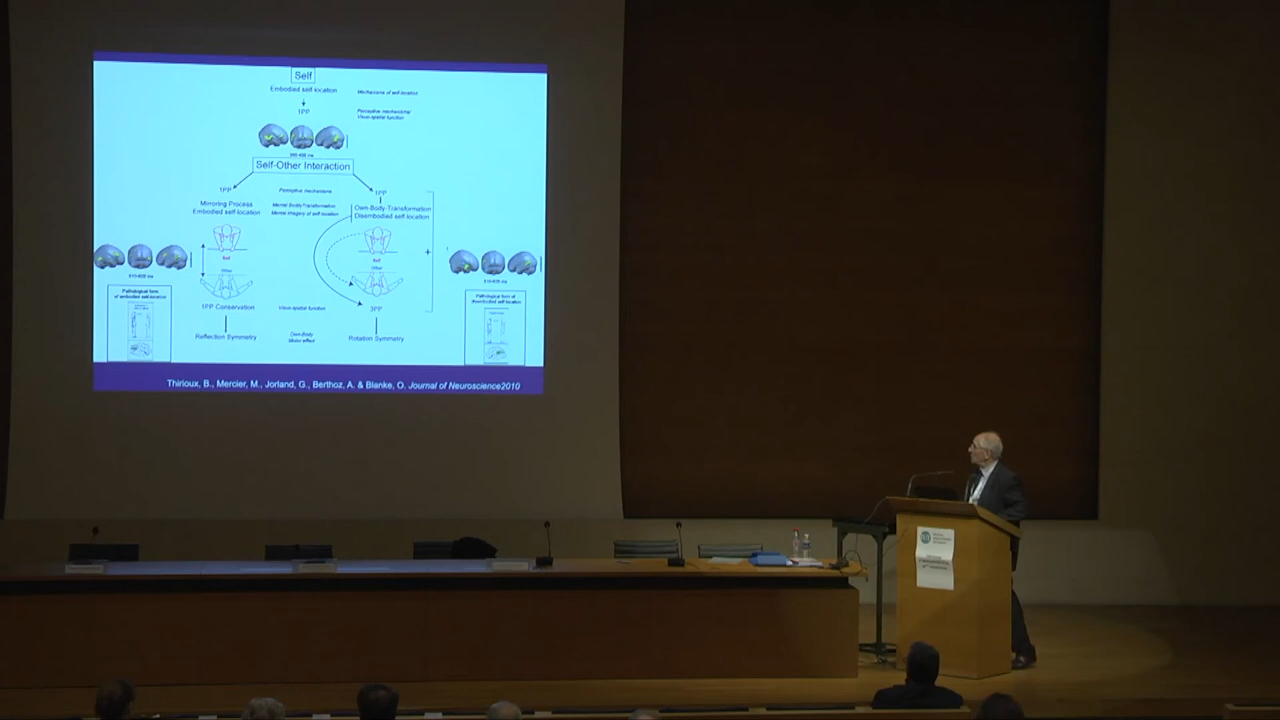 Self
Embodied self-location
Mechanisms of self-location
1PP
Perceptive mechanisms/
Visuo-spatial function
Self-Other Interaction
1PP
Perceptive mechanisms
1PP
Mirroring Process
Embodied self-location
Mental Body Transformation
Mental imagery of self-location
Own-Body-Transformation
Disembodied self-location
Self
Other
Self
Other
+
Pathological form
of embodied self-location
Pathological form of
disembodied self-location
1PP Conservation
Visuo-spatial function
3PP
Reflection Symmetry
Own-Body
Motor effect
Rotation Symmetry
Thirioux, B., Mercier, M., Jorland, G., Berthoz, A. & Blanke, O. Journal of Neuroscience2010